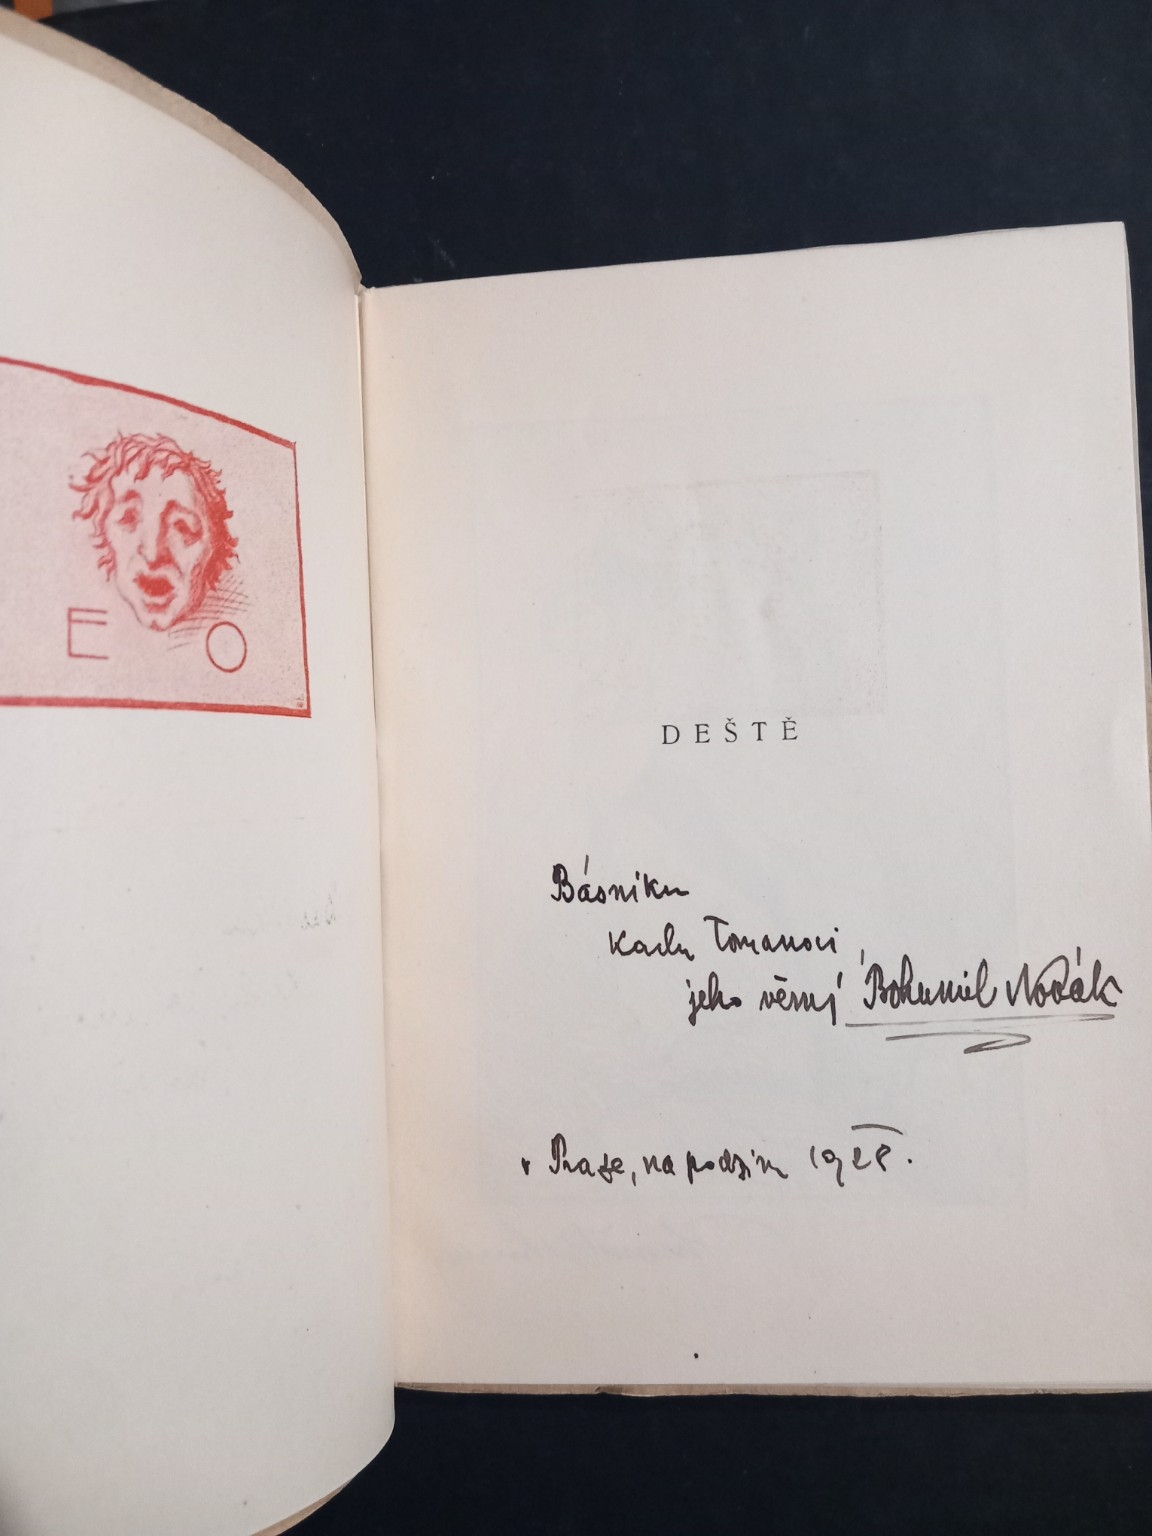 E O
DEŠTĚ
Básníku
Karlu Tomanovi,
jeho věrný Bohumil Novák
v Praze, na podzim 1928.